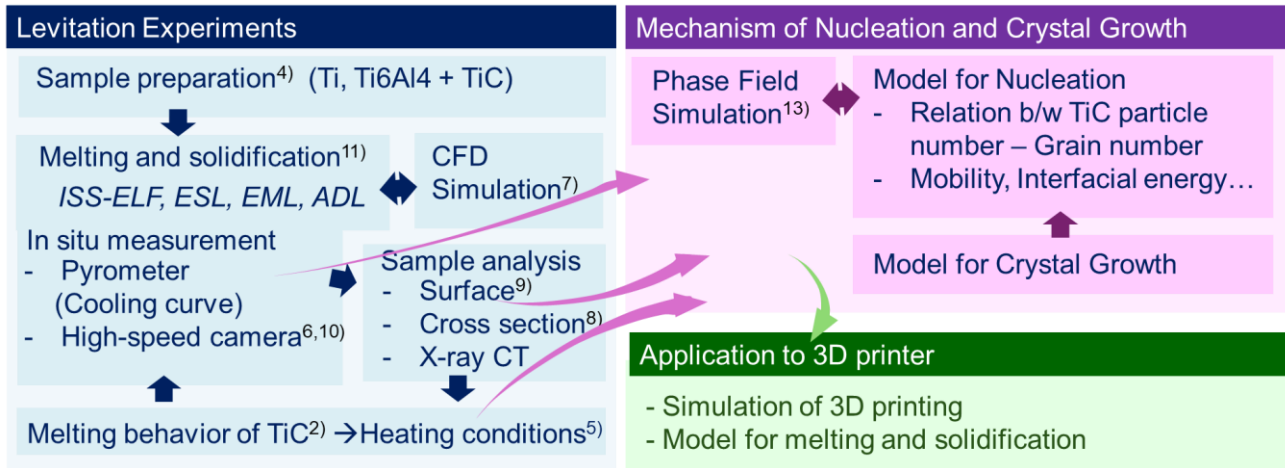 Levitation Experiments
Sample preparation4) (Ti, Ti6Al4 + TiC)
Melting and solidification11)
ISS-ELF, ESL, EML, ADL
CFD
Simulation7)
In situ measurement
- Pyrometer
(Cooling curve)
- High-speed camera6,10)
Sample analysis
- Surface9)
- Cross section8)
- X-ray CT
Melting behavior of TiC2) →Heating conditions5)
Mechanism of Nucleation and Crystal Growth
Phase Field
Simulation13)
Model for Nucleation
- Relation b/w TiC particle
number – Grain number
- Mobility, Interfacial energy…
Model for Crystal Growth
Application to 3D printer
- Simulation of 3D printing
- Model for melting and solidification